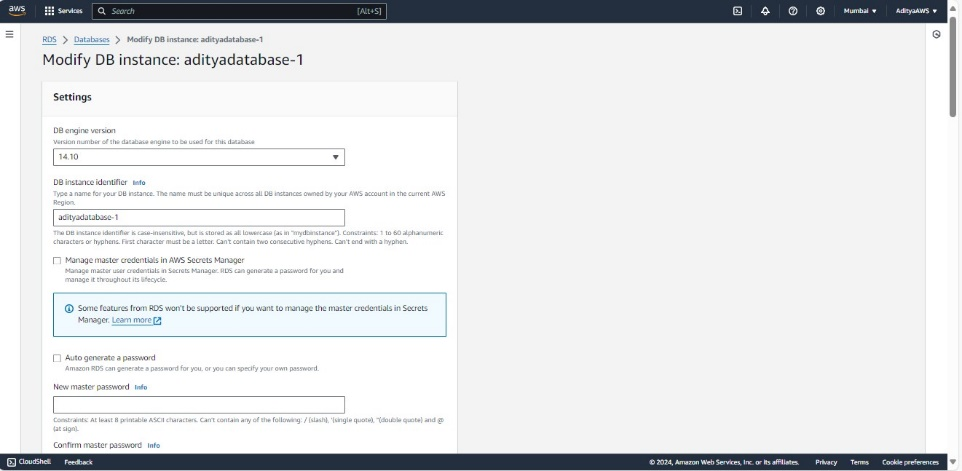 aws Services Search [Alt+S] Mumbai AdityaAWS
RDS > Databases > Modify DB instance: adityadatabase-1
Modify DB instance: adityadatabase-1
Settings
DB engine version
Version number of the database engine to be used for this database
14.10
DB instance identifier Info
Type a name for your DB instance. The name must be unique across all DB instances owned by your AWS account in the current AWS
Region.
adityadatabase-1
The DB instance identifier is case-insensitive, but is stored as all lowercase (as in "mydbinstance"). Constraints: 1 to 60 alphanumeric
characters or hyphens. First character must be a letter. Can't contain two consecutive hyphens. Can't end with a hyphen.
Manage master credentials in AWS Secrets Manager
Manage master user credentials in Secrets Manager. RDS can generate a password for you and
manage it throughout its lifecycle.
Some features from RDS won't be supported if you want to manage the master credentials in Secrets
Manager. Learn more
Auto generate a password
Amazon RDS can generate a password for you, or you can specify your own password.
New master password Info
Constraints: At least 8 printable ASCII characters. Can't contain any of the following: / (slash), '(single quote), "(double quote) and @
(at sign).
Confirm master password Info
CloudShell Feedback © 2024, Amazon Web Services, Inc. or its affiliates. Privacy Terms Cookie preferences